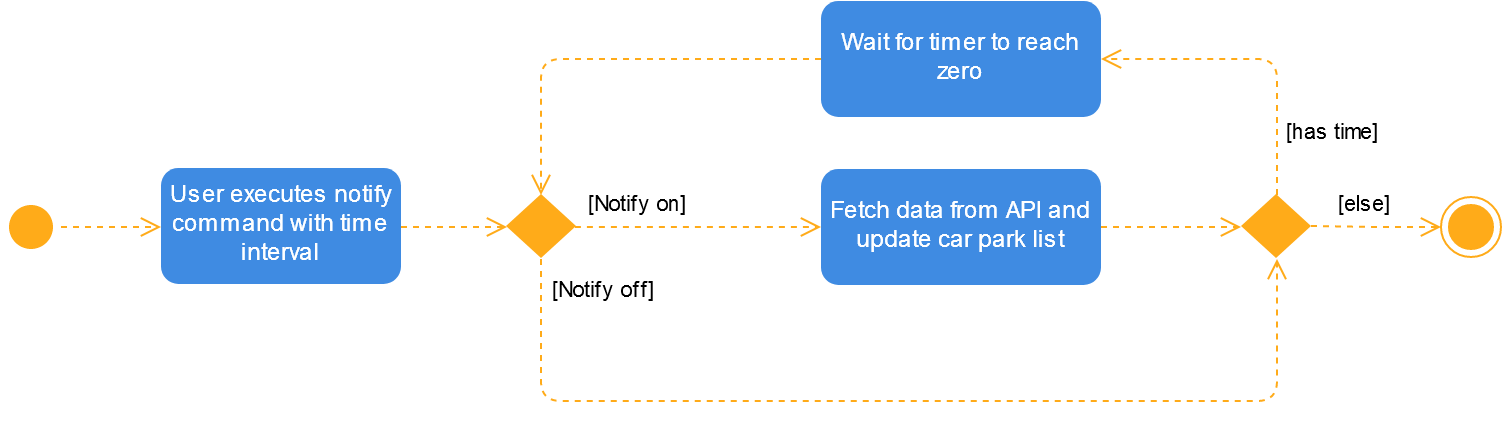 Wait for timer to reach
zero
[has time]
User executes notify
command with time
interval
[Notify on]
Fetch data from API and
update car park list
[else]
[Notify off]